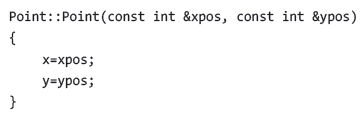 Point::Point(const int &xpos, const int &ypos)
{
    x=xpos;
    y=ypos;
}